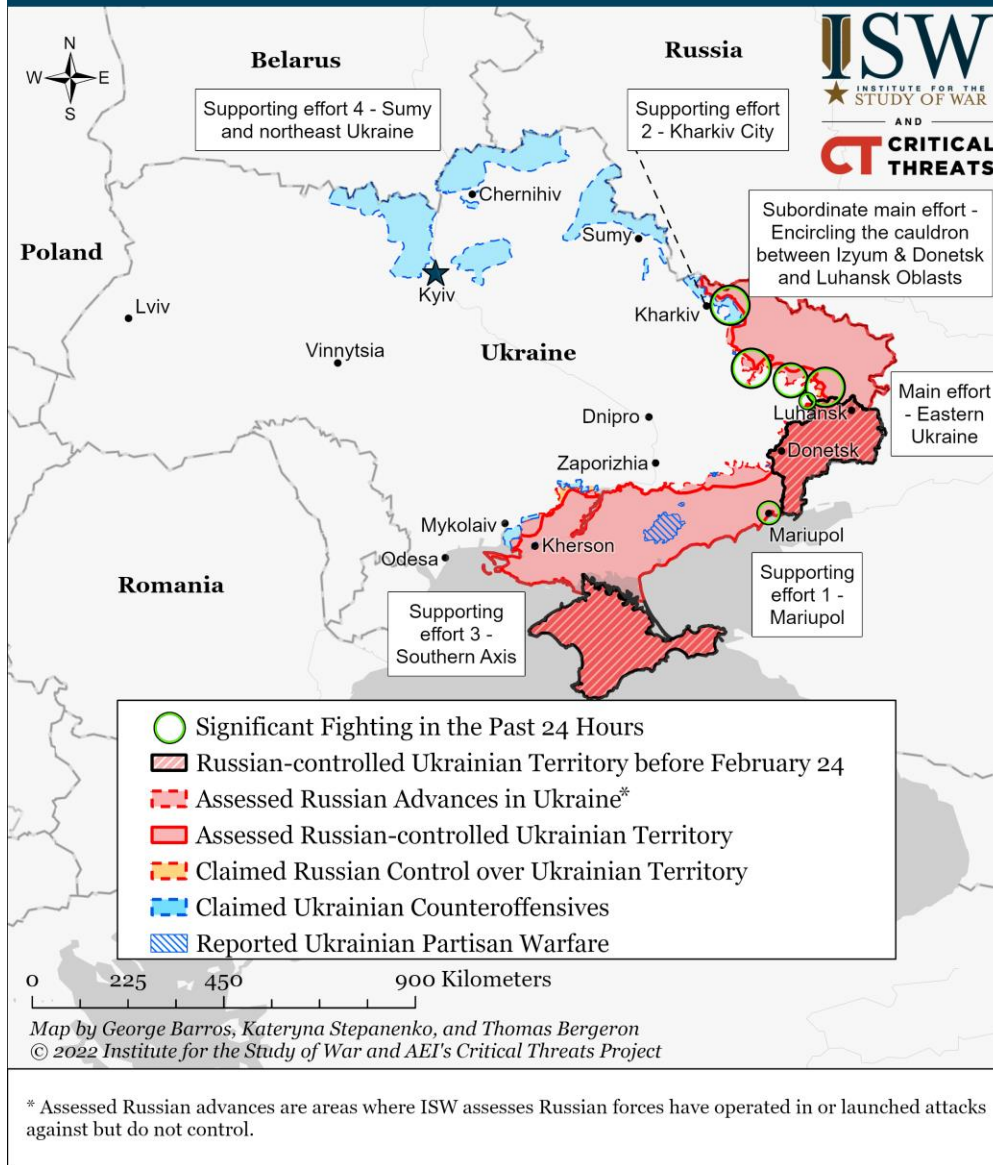 N
W
E
S
Belarus
Russia
ISW
INSTITUTE FOR THE
STUDY OF WAR
AND
CT CRITICAL
THREATS
Supporting effort 4 - Sumy
and northeast Ukraine
Supporting effort
2 - Kharkiv City
Subordinate main effort -
Encircling the cauldron
between Izyum & Donetsk
and Luhansk Oblasts
Chernihiv
Sumy
Poland
Kyiv
Lviv
Kharkiv
Vinnytsia
Ukraine
Main effort
- Eastern
Ukraine
Dnipro
Luhansk
Donetsk
Zaporizhia
Mykolaiv
Mariupol
Kherson
Odesa
Romania
Supporting
effort 3 -
Southern Axis
Supporting
effort 1 -
Mariupol
Significant Fighting in the Past 24 Hours
Russian-controlled Ukrainian Territory before February 24
Assessed Russian Advances in Ukraine*
Assessed Russian-controlled Ukrainian Territory
Claimed Russian Control over Ukrainian Territory
Claimed Ukrainian Counteroffensives
Reported Ukrainian Partisan Warfare
0 225 450 900 Kilometers
Map by George Barros, Kateryna Stepanenko, and Thomas Bergeron
© 2022 Institute for the Study of War and AEI's Critical Threats Project
* Assessed Russian advances are areas where ISW assesses Russian forces have operated in or launched attacks
against but do not control.